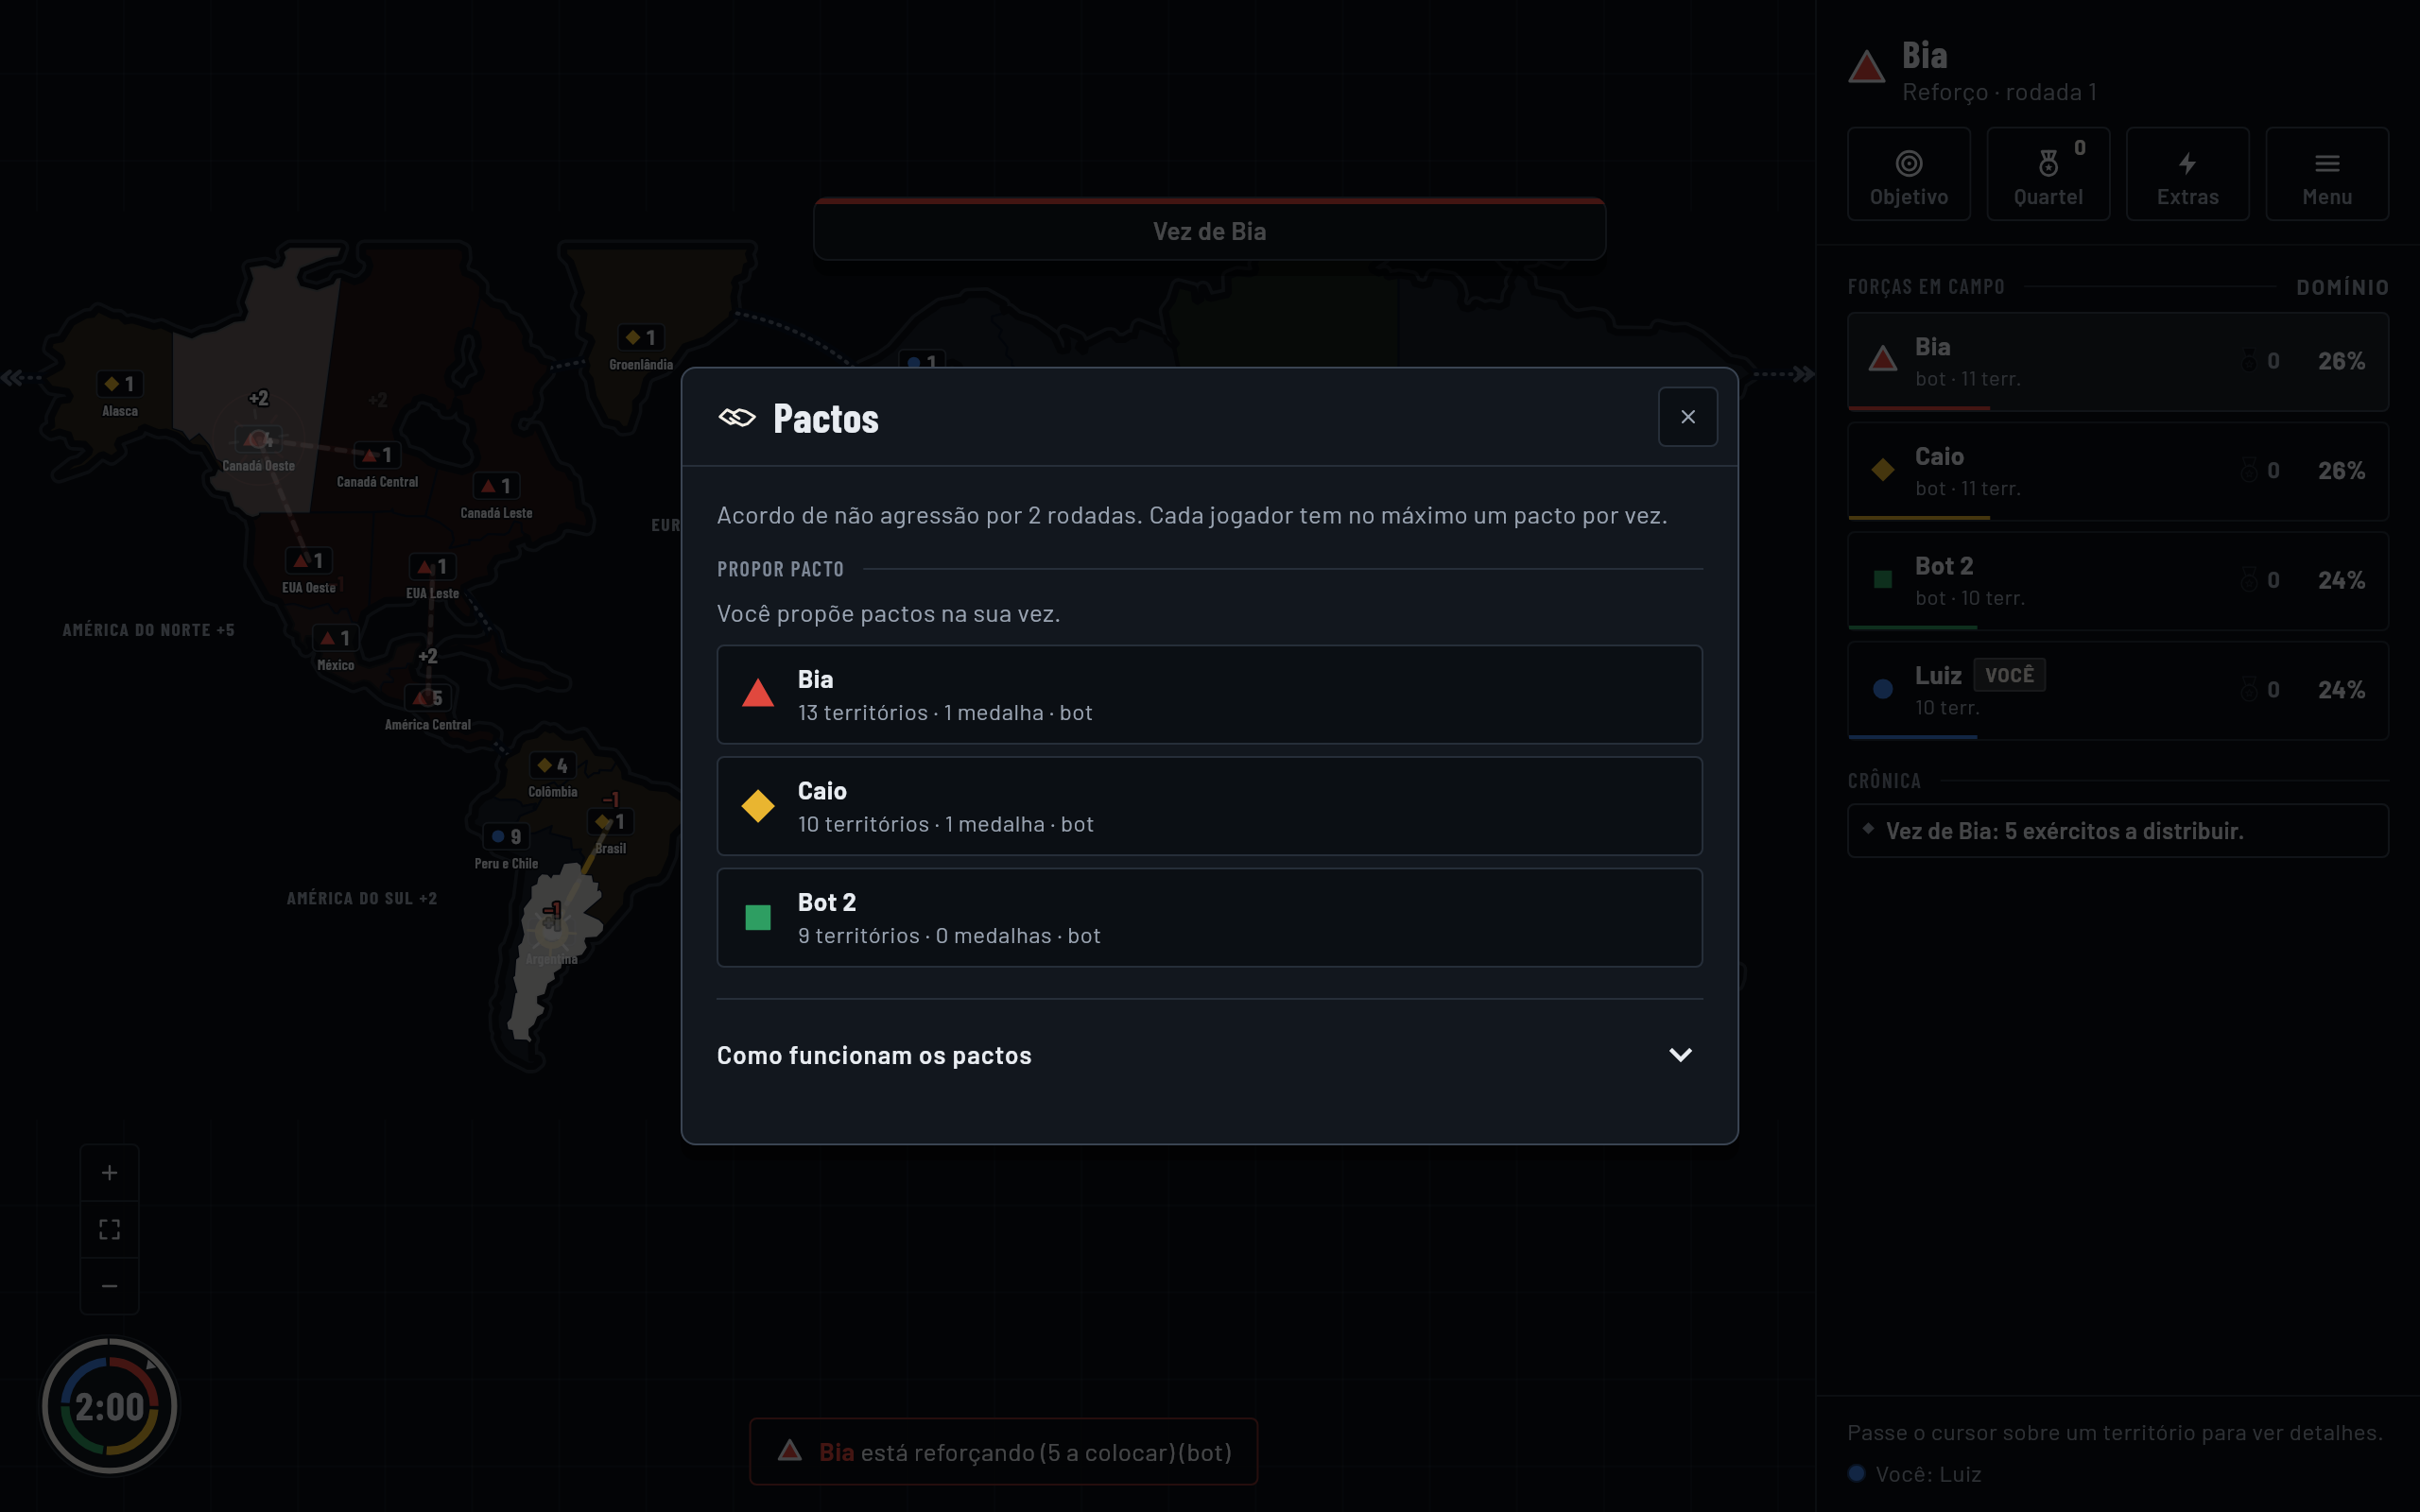 Bia
Reforço · rodada 1
Objetivo
0
Quartel
Extras
Menu
Vez de Bia
FORÇAS EM CAMPO
DOMÍNIO
Bia
bot · 11 terr.
0
26%
Caio
bot · 11 terr.
0
26%
Bot 2
bot · 10 terr.
0
24%
Luiz
VOCÊ
10 terr.
0
24%
CRÔNICA
Vez de Bia: 5 exércitos a distribuir.
1
Groenlândia
1
1
Alasca
+2
+2
4
Canadá Oeste
1
Canadá Central
1
Canadá Leste
EUR
1
EUA Oeste
1
EUA Leste
AMÉRICA DO NORTE +5
1
México
+2
5
América Central
4
Colômbia
-1
1
Brasil
9
Peru e Chile
AMÉRICA DO SUL +2
-1
Argentina
Pactos
×
Acordo de não agressão por 2 rodadas. Cada jogador tem no máximo um pacto por vez.
PROPOR PACTO
Você propõe pactos na sua vez.
Bia
13 territórios · 1 medalha · bot
Caio
10 territórios · 1 medalha · bot
Bot 2
9 territórios · 0 medalhas · bot
Como funcionam os pactos
+
−
2:00
Bia está reforçando (5 a colocar) (bot)
Passe o cursor sobre um território para ver detalhes.
Você: Luiz